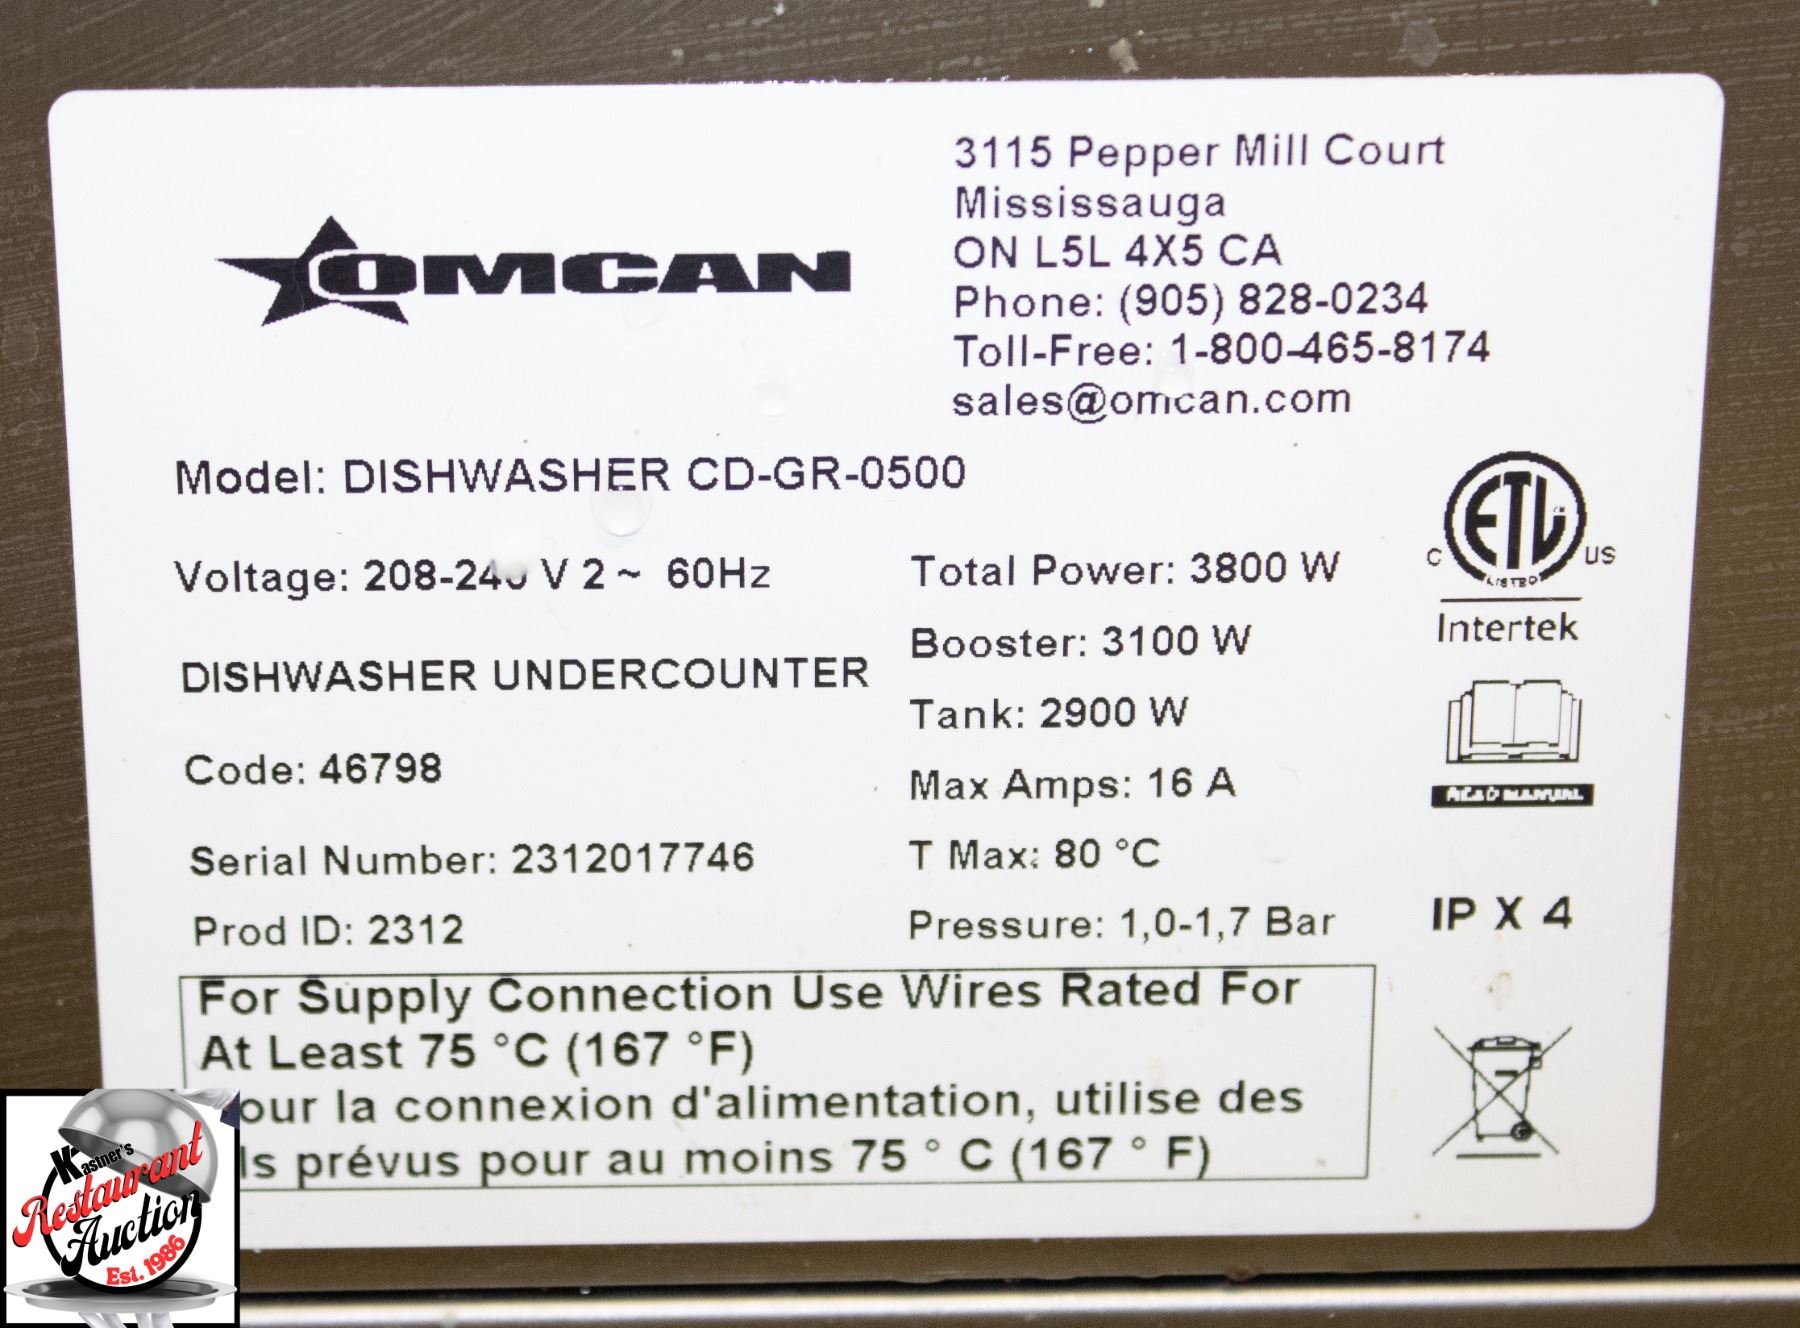 OMCAN
3115 Pepper Mill Court
Mississauga
ON L5L 4X5 CA
Phone: (905) 828-0234
Toll-Free: 1-800-465-8174
sales@omcan.com
Model: DISHWASHER CD-GR-0500
Voltage: 208-240 V 2 ~ 60Hz
DISHWASHER UNDERCOUNTER
Code: 46798
Serial Number: 2312017746
Prod ID: 2312
Total Power: 3800 W
Booster: 3100 W
Tank: 2900 W
Max Amps: 16 A
T Max: 80 °C
Pressure: 1,0-1,7 Bar
C ETL US
LISTED
Intertek
READ MANUAL
IP X 4
For Supply Connection Use Wires Rated For
At Least 75 °C (167 °F)
our la connexion d'alimentation, utilise des
ls prévus pour au moins 75 ° C (167 ° F)
Kastner's
Restaurant
Auction
Est. 1986